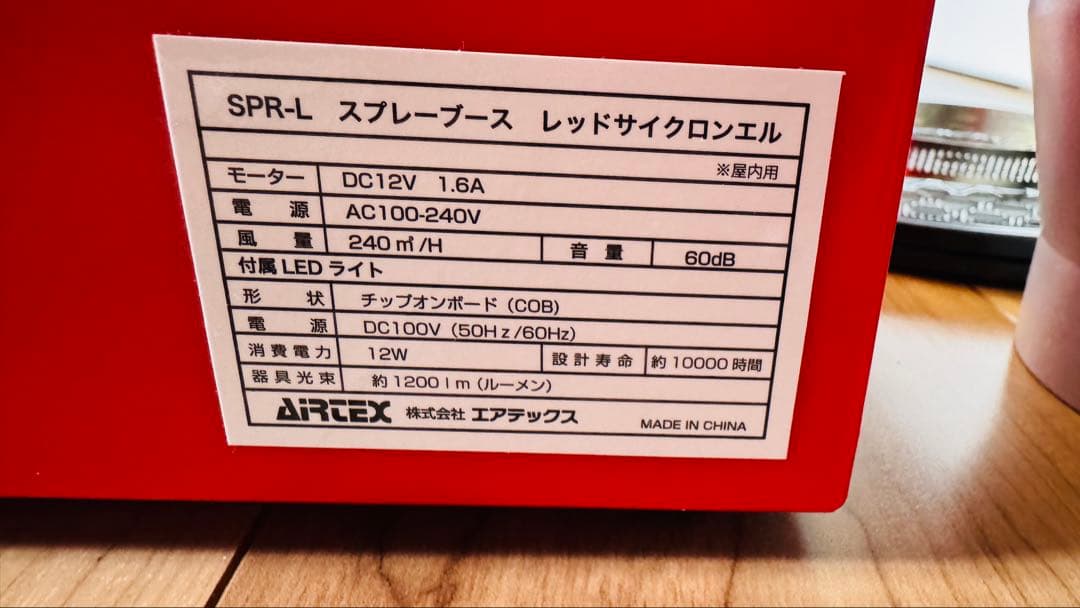 SPR-L スプレーブース レッドサイクロンエル
※屋内用
モーター DC12V 1.6A
電源 AC100-240V
風量 240㎥/H 音量 60dB
付属LEDライト
形状 チップオンボード（COB）
電源 DC100V（50Hz/60Hz）
消費電力 12W 設計寿命 約10000時間
器具光束 約1200lm（ルーメン）
AIRTEX 株式会社 エアテックス MADE IN CHINA